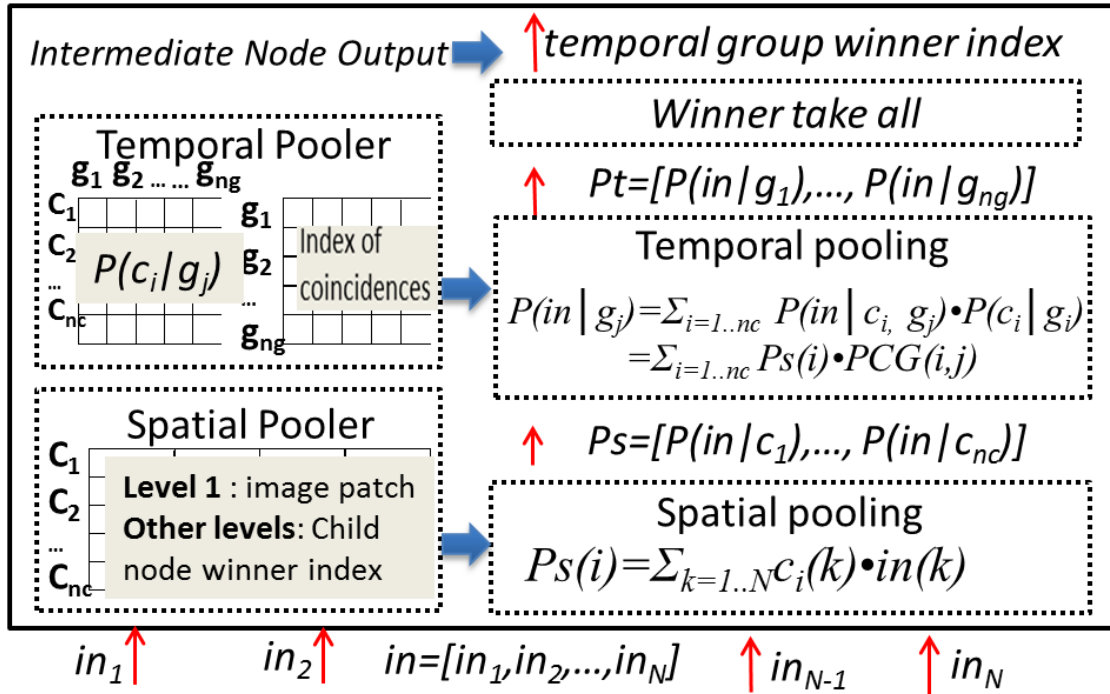 Intermediate Node Output
temporal group winner index
Winner take all
Temporal Pooler
g1 g2 ... ... gng
c1
c2
...
cnc
P(ci|gj)
g1
g2
...
gng
Index of
coincidences
Pt=[P(in|g1),..., P(in|gng)]
Temporal pooling
P(in|gj)=Σi=1..nc P(in|ci, gj)•P(ci|gi)
=Σi=1..nc Ps(i)•PCG(i,j)
Ps=[P(in|c1),..., P(in|cnc)]
Spatial Pooler
c1
c2
...
cnc
Level 1 : image patch
Other levels: Child
node winner index
Spatial pooling
Ps(i)=Σk=1..N ci(k)•in(k)
in1
in2
in=[in1,in2,...,inN]
inN-1
inN